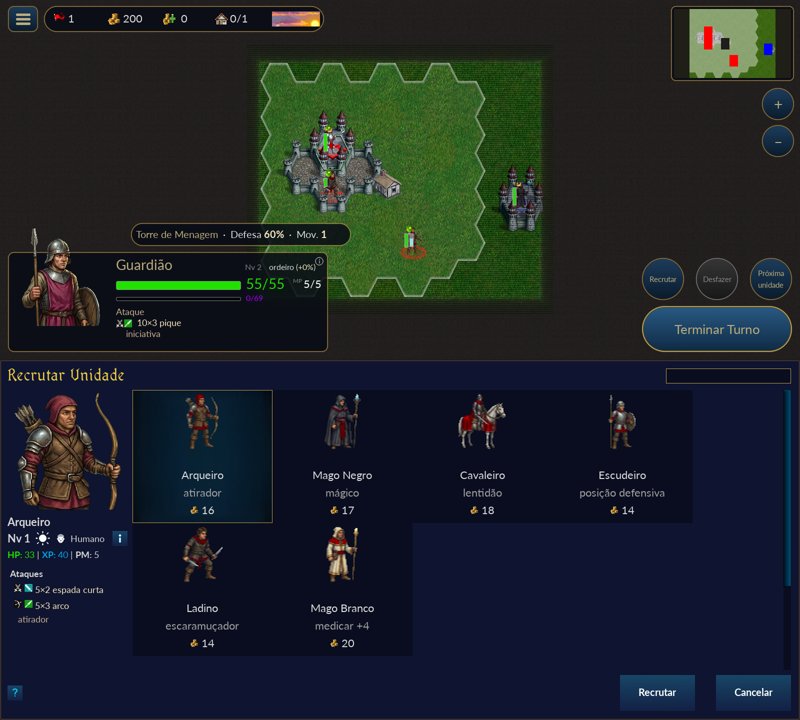 1
200
0
0/1
+
–
Torre de Menagem · Defesa 60% · Mov. 1
Guardião
Nv 2
ordeiro (+0%)
55/55
MP 5/5
0/69
Ataque
10×3 pique
iniciativa
Recrutar
Desfazer
Próxima
unidade
Terminar Turno
Recrutar Unidade
Arqueiro
Nv 1
Humano
i
HP: 33 | XP: 40 | PM: 5
Ataques
5×2 espada curta
5×3 arco
atirador
Arqueiro
atirador
16
Mago Negro
mágico
17
Cavaleiro
lentidão
18
Escudeiro
posição defensiva
14
Ladino
escaramuçador
14
Mago Branco
medicar +4
20
?
Recrutar
Cancelar